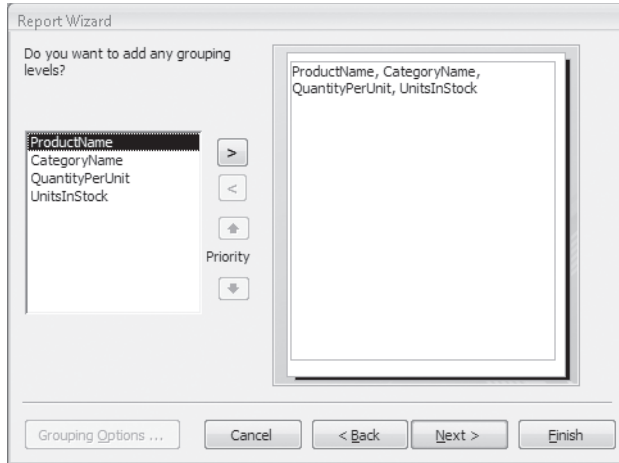 Report Wizard
Do you want to add any grouping
levels?
ProductName
CategoryName
QuantityPerUnit
UnitsInStock
>
<
Priority
ProductName, CategoryName,
QuantityPerUnit, UnitsInStock
Grouping Options ...
Cancel
< Back
Next >
Finish